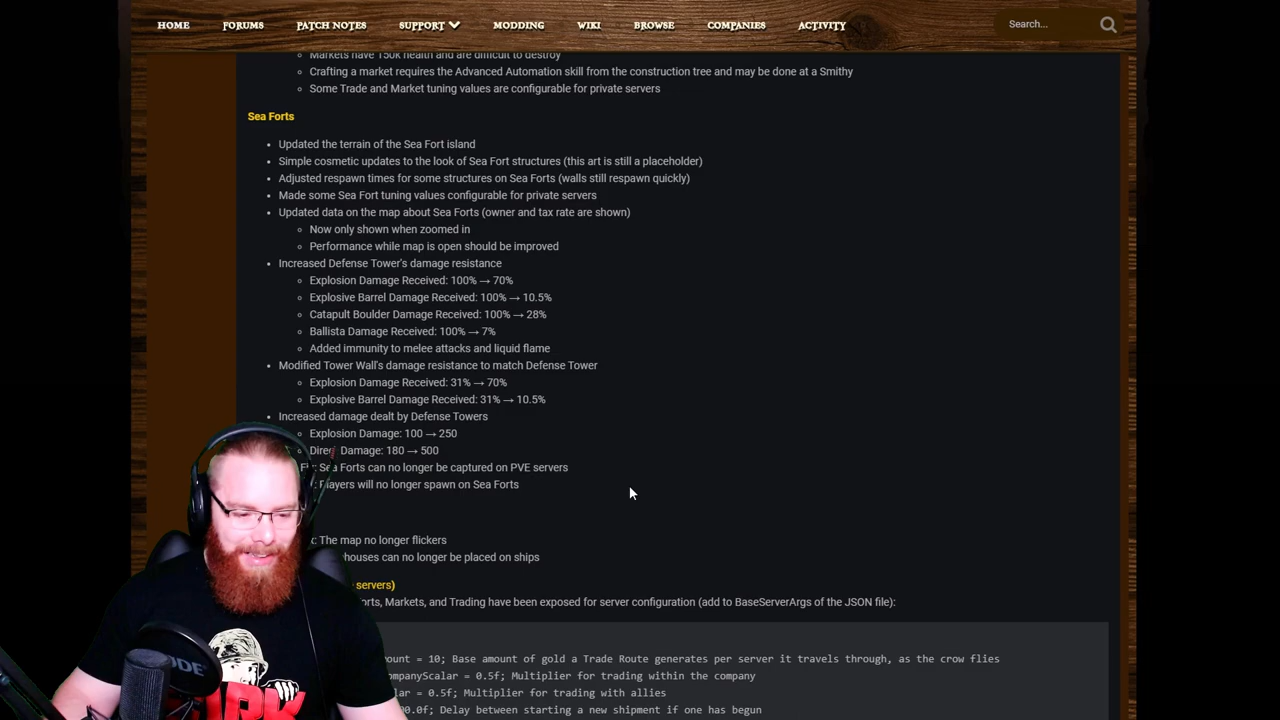 HOME FORUMS PATCH NOTES SUPPORT MODDING WIKI BROWSE COMPANIES ACTIVITY Search...
Markets have 150k health and are difficult to destroy
Crafting a market requires the Advanced Automation skill from the construction tree and may be done at a Smithy
Some Trade and Market tuning values are configurable for private servers
Sea Forts
Updated the terrain of the Sea Fort island
Simple cosmetic updates to the look of Sea Fort structures (this art is still a placeholder)
Adjusted respawn times for some structures on Sea Forts (walls still respawn quickly)
Made some Sea Fort tuning values configurable for private servers
Updated data on the map about Sea Forts (owner and tax rate are shown)
Now only shown when zoomed in
Performance while map is open should be improved
Increased Defense Tower's damage resistance
Explosion Damage Received: 100% → 70%
Explosive Barrel Damage Received: 100% → 10.5%
Catapult Boulder Damage Received: 100% → 28%
Ballista Damage Received: 100% → 7%
Added immunity to melee attacks and liquid flame
Modified Tower Wall's damage resistance to match Defense Tower
Explosion Damage Received: 31% → 70%
Explosive Barrel Damage Received: 31% → 10.5%
Increased damage dealt by Defense Towers
Explosion Damage: 100 → 250
Direct Damage: 180 → 530
Sea Forts can no longer be captured on PVE servers
Players will no longer spawn on Sea Forts
: The map no longer flickers
houses can no longer be placed on ships
servers)
orts, Markets, and Trading have been exposed for server configuration (add to BaseServerArgs of the JSON file):
ount = 10; Base amount of gold a Trade Route generates per server it travels through, as the crow flies
ompanyScalar = 0.5f; Multiplier for trading within the company
lar = 0.5f; Multiplier for trading with allies
00.0f; Delay between starting a new shipment if one has begun